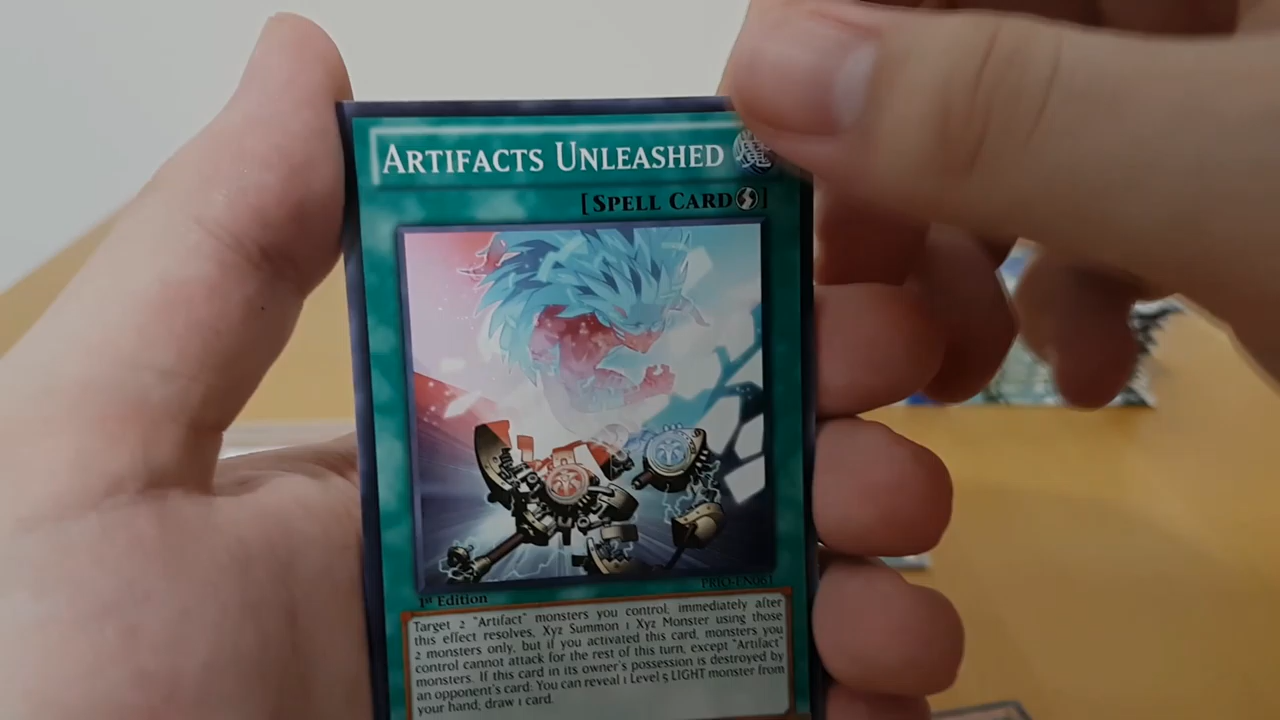 ARTIFACTS UNLEASHED 魔
[SPELL CARD ]
PRIO-EN061
1st Edition
Target 2 "Artifact" monsters you control; immediately after
this effect resolves, Xyz Summon 1 Xyz Monster using those
2 monsters only, but if you activated this card, monsters you
control cannot attack for the rest of this turn, except "Artifact"
monsters. If this card in its owner's possession is destroyed by
an opponent's card: You can reveal 1 Level 5 LIGHT monster from
your hand; draw 1 card.